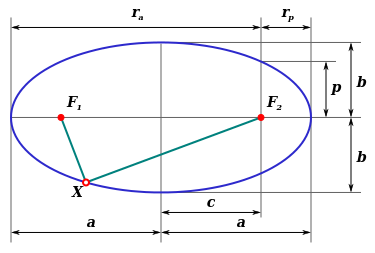 rₐ rₚ
F₁ F₂ p b
X b
c
a a